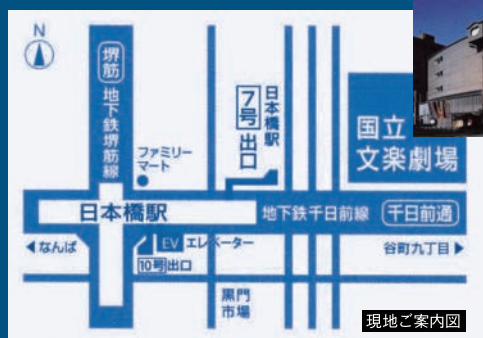 N
堺筋
地下鉄堺筋線
ファミリー
マート
7号出口
日本橋駅
国立
文楽劇場
日本橋駅
地下鉄千日前線
千日前通
◀なんば
EV エレベーター
10号出口
谷町九丁目▶
黒門
市場
現地ご案内図